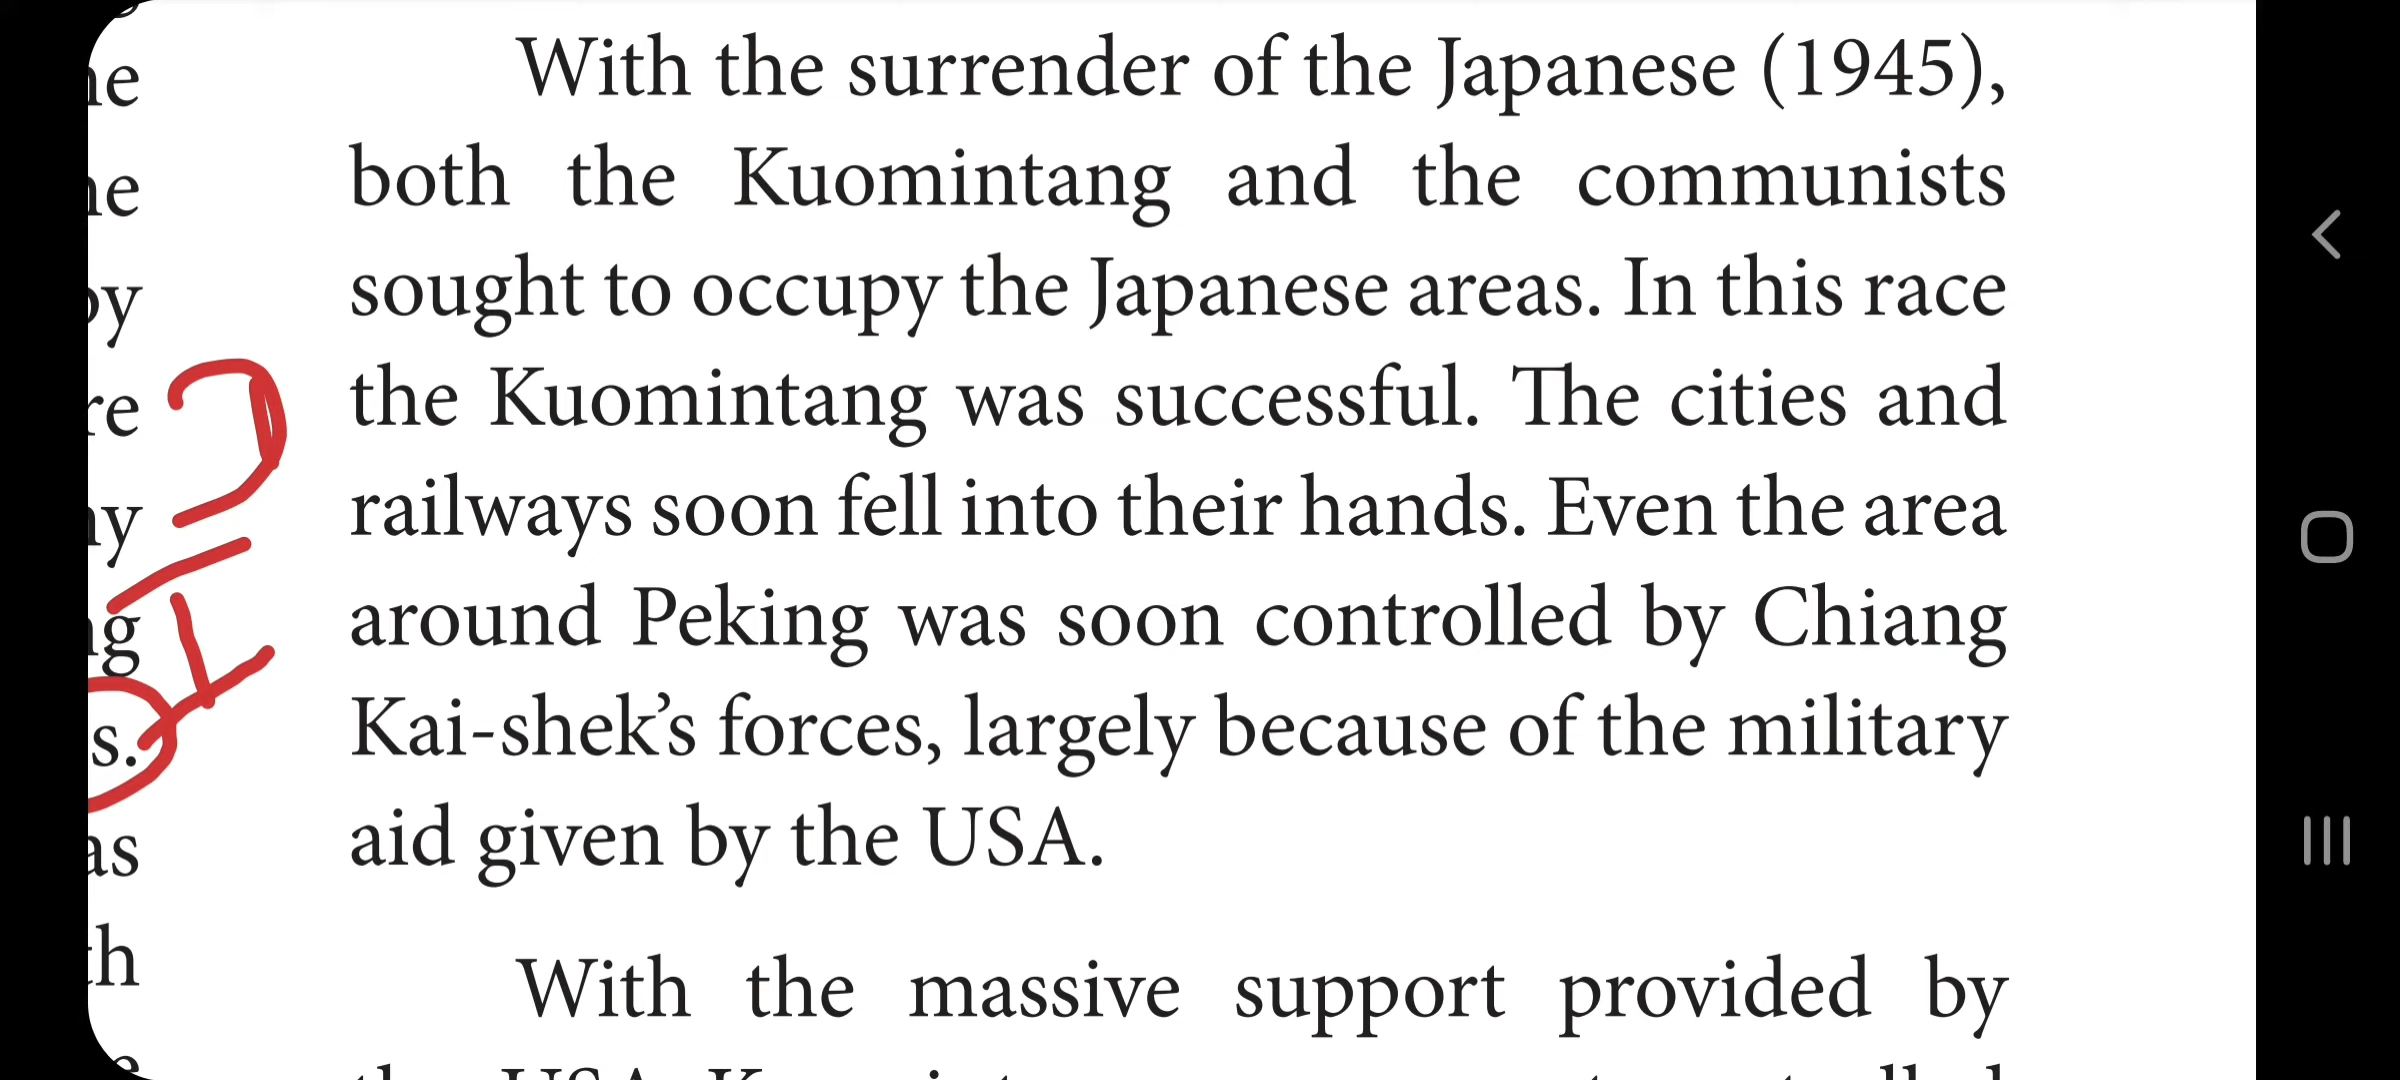 With the surrender of the Japanese (1945),
both the Kuomintang and the communists
sought to occupy the Japanese areas. In this race
the Kuomintang was successful. The cities and
railways soon fell into their hands. Even the area
around Peking was soon controlled by Chiang
Kai-shek’s forces, largely because of the military
aid given by the USA.
With the massive support provided by